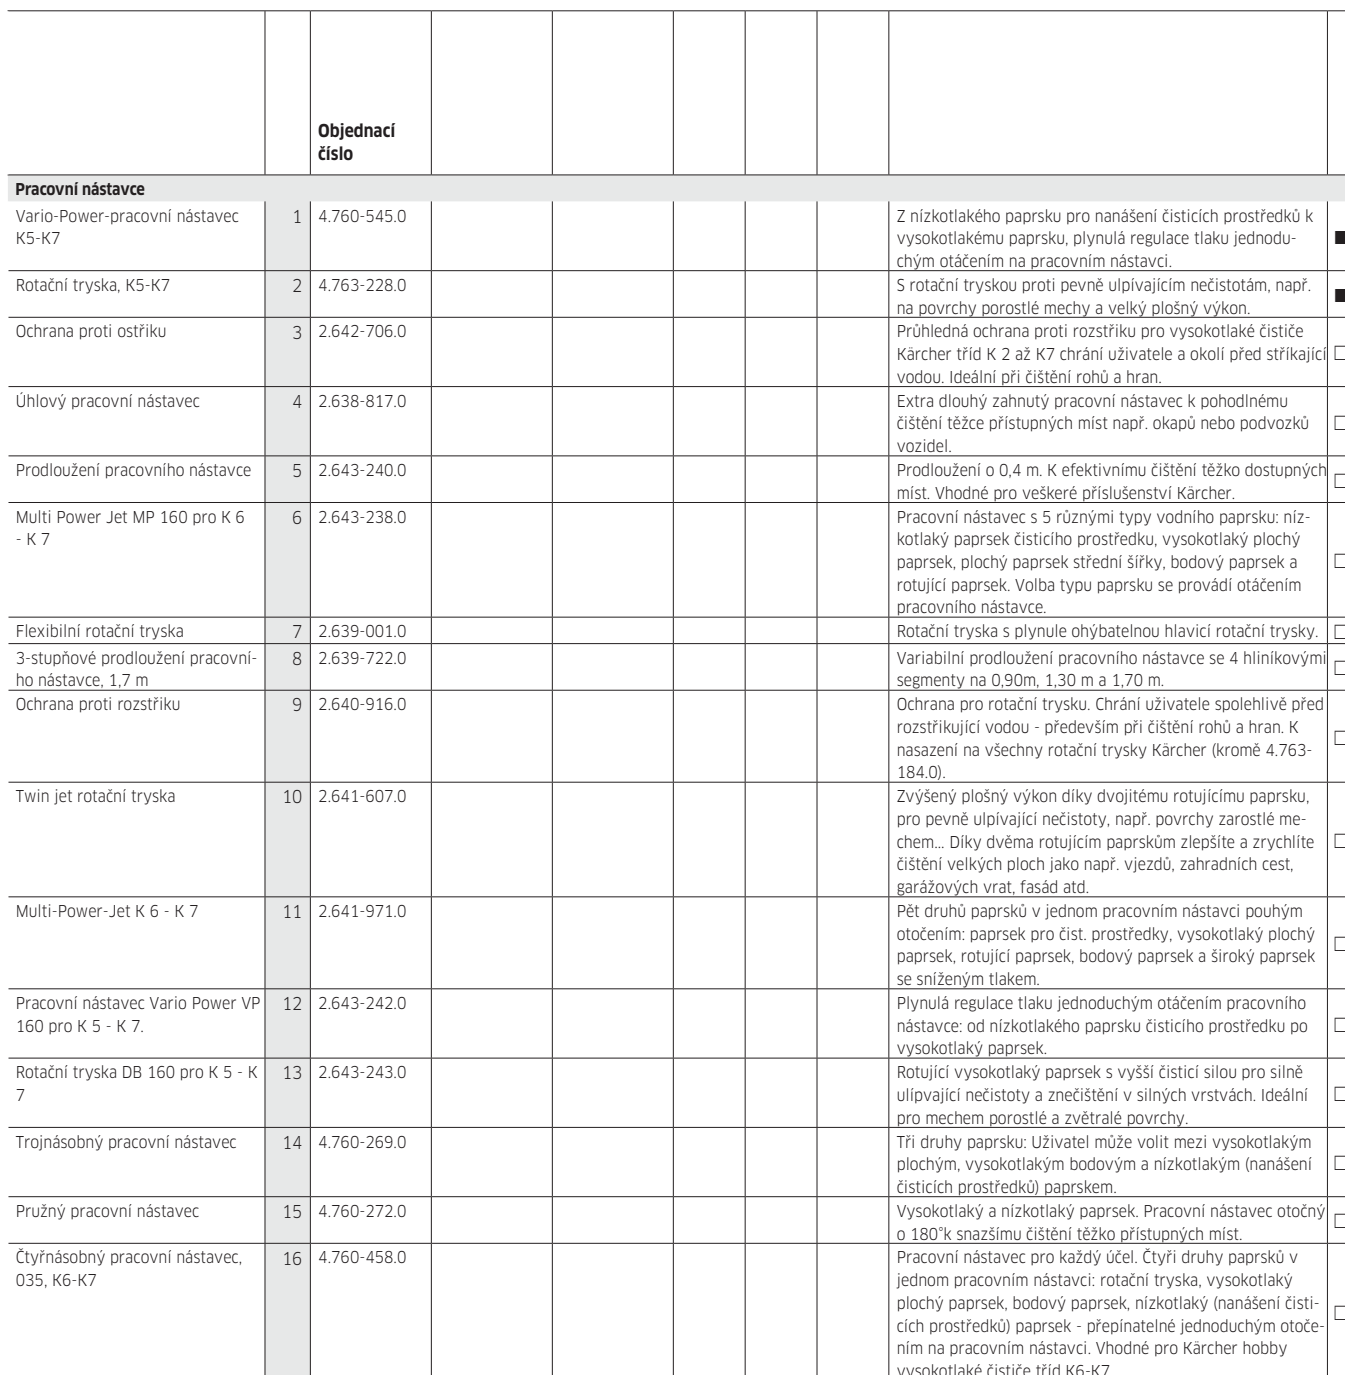 Objednací
číslo
Pracovní nástavce
Vario-Power-pracovní nástavec
K5-K7
1
4.760-545.0
Z nízkotlakého paprsku pro nanášení čisticích prostředků k
vysokotlakému paprsku, plynulá regulace tlaku jednodu-
chým otáčením na pracovním nástavci.
Rotační tryska, K5-K7
2
4.763-228.0
S rotační tryskou proti pevně ulpívajícím nečistotám, např.
na povrchy porostlé mechy a velký plošný výkon.
Ochrana proti ostřiku
3
2.642-706.0
Průhledná ochrana proti rozstřiku pro vysokotlaké čističe
Kärcher tříd K 2 až K7 chrání uživatele a okolí před stříkající
vodou. Ideální při čištění rohů a hran.
Úhlový pracovní nástavec
4
2.638-817.0
Extra dlouhý zahnutý pracovní nástavec k pohodlnému
čištění těžce přístupných míst např. okapů nebo podvozků
vozidel.
Prodloužení pracovního nástavce
5
2.643-240.0
Prodloužení o 0,4 m. K efektivnímu čištění těžko dostupných
míst. Vhodné pro veškeré příslušenství Kärcher.
Multi Power Jet MP 160 pro K 6
- K 7
6
2.643-238.0
Pracovní nástavec s 5 různými typy vodního paprsku: níz-
kotlaký paprsek čisticího prostředku, vysokotlaký plochý
paprsek, plochý paprsek střední šířky, bodový paprsek a
rotující paprsek. Volba typu paprsku se provádí otáčením
pracovního nástavce.
Flexibilní rotační tryska
7
2.639-001.0
Rotační tryska s plynule ohýbatelnou hlavicí rotační trysky.
3-stupňové prodloužení pracovní-
ho nástavce, 1,7 m
8
2.639-722.0
Variabilní prodloužení pracovního nástavce se 4 hliníkovými
segmenty na 0,90m, 1,30 m a 1,70 m.
Ochrana proti rozstřiku
9
2.640-916.0
Ochrana pro rotační trysku. Chrání uživatele spolehlivě před
rozstřikující vodou - především při čištění rohů a hran. K
nasazení na všechny rotační trysky Kärcher (kromě 4.763-
184.0).
Twin jet rotační tryska
10
2.641-607.0
Zvýšený plošný výkon díky dvojitému rotujícímu paprsku,
pro pevně ulpívající nečistoty, např. povrchy zarostlé me-
chem... Díky dvěma rotujícím paprskům zlepšíte a zrychlíte
čištění velkých ploch jako např. vjezdů, zahradních cest,
garážových vrat, fasád atd.
Multi-Power-Jet K 6 - K 7
11
2.641-971.0
Pět druhů paprsků v jednom pracovním nástavci pouhým
otočením: paprsek pro čist. prostředky, vysokotlaký plochý
paprsek, rotující paprsek, bodový paprsek a široký paprsek
se sníženým tlakem.
Pracovní nástavec Vario Power VP
160 pro K 5 - K 7.
12
2.643-242.0
Plynulá regulace tlaku jednoduchým otáčením pracovního
nástavce: od nízkotlakého paprsku čisticího prostředku po
vysokotlaký paprsek.
Rotační tryska DB 160 pro K 5 - K
7
13
2.643-243.0
Rotující vysokotlaký paprsek s vyšší čisticí silou pro silně
ulípvající nečistoty a znečištění v silných vrstvách. Ideální
pro mechem porostlé a zvětralé povrchy.
Trojnásobný pracovní nástavec
14
4.760-269.0
Tři druhy paprsku: Uživatel může volit mezi vysokotlakým
plochým, vysokotlakým bodovým a nízkotlakým (nanášení
čisticích prostředků) paprskem.
Pružný pracovní nástavec
15
4.760-272.0
Vysokotlaký a nízkotlaký paprsek. Pracovní nástavec otočný
o 180°k snazšímu čištění těžko přístupných míst.
Čtyřnásobný pracovní nástavec,
035, K6-K7
16
4.760-458.0
Pracovní nástavec pro každý účel. Čtyři druhy paprsků v
jednom pracovním nástavci: rotační tryska, vysokotlaký
plochý paprsek, bodový paprsek, nízkotlaký (nanášení čisti-
cích prostředků) paprsek - přepínatelné jednoduchým otoče-
ním na pracovním nástavci. Vhodné pro Kärcher hobby
vysokotlaké čističe tříd K6-K7